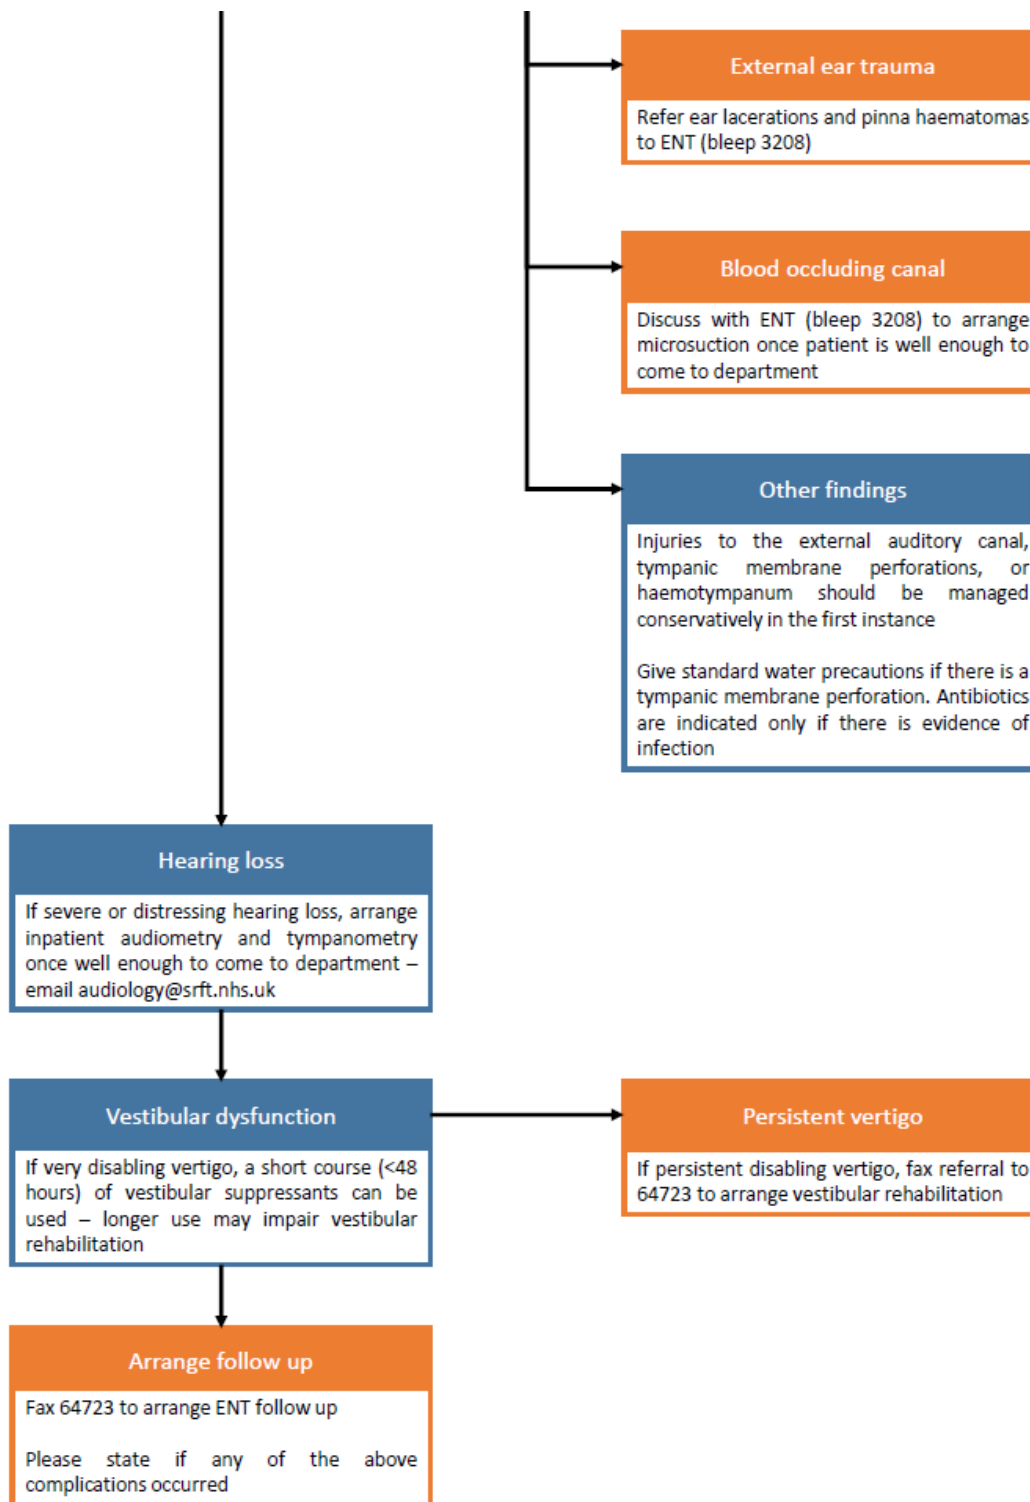 External ear trauma
Refer ear lacerations and pinna haematomas
to ENT (bleep 3208)
Blood occluding canal
Discuss with ENT (bleep 3208) to arrange
microsuction once patient is well enough to
come to department
Other findings
Injuries to the external auditory canal,
tympanic membrane perforations, or
haemotympanum should be managed
conservatively in the first instance
Give standard water precautions if there is a
tympanic membrane perforation. Antibiotics
are indicated only if there is evidence of
infection
Hearing loss
If severe or distressing hearing loss, arrange
inpatient audiometry and tympanometry
once well enough to come to department –
email audiology@srft.nhs.uk
Vestibular dysfunction
If very disabling vertigo, a short course (<48
hours) of vestibular suppressants can be
used – longer use may impair vestibular
rehabilitation
Persistent vertigo
If persistent disabling vertigo, fax referral to
64723 to arrange vestibular rehabilitation
Arrange follow up
Fax 64723 to arrange ENT follow up
Please state if any of the above
complications occurred